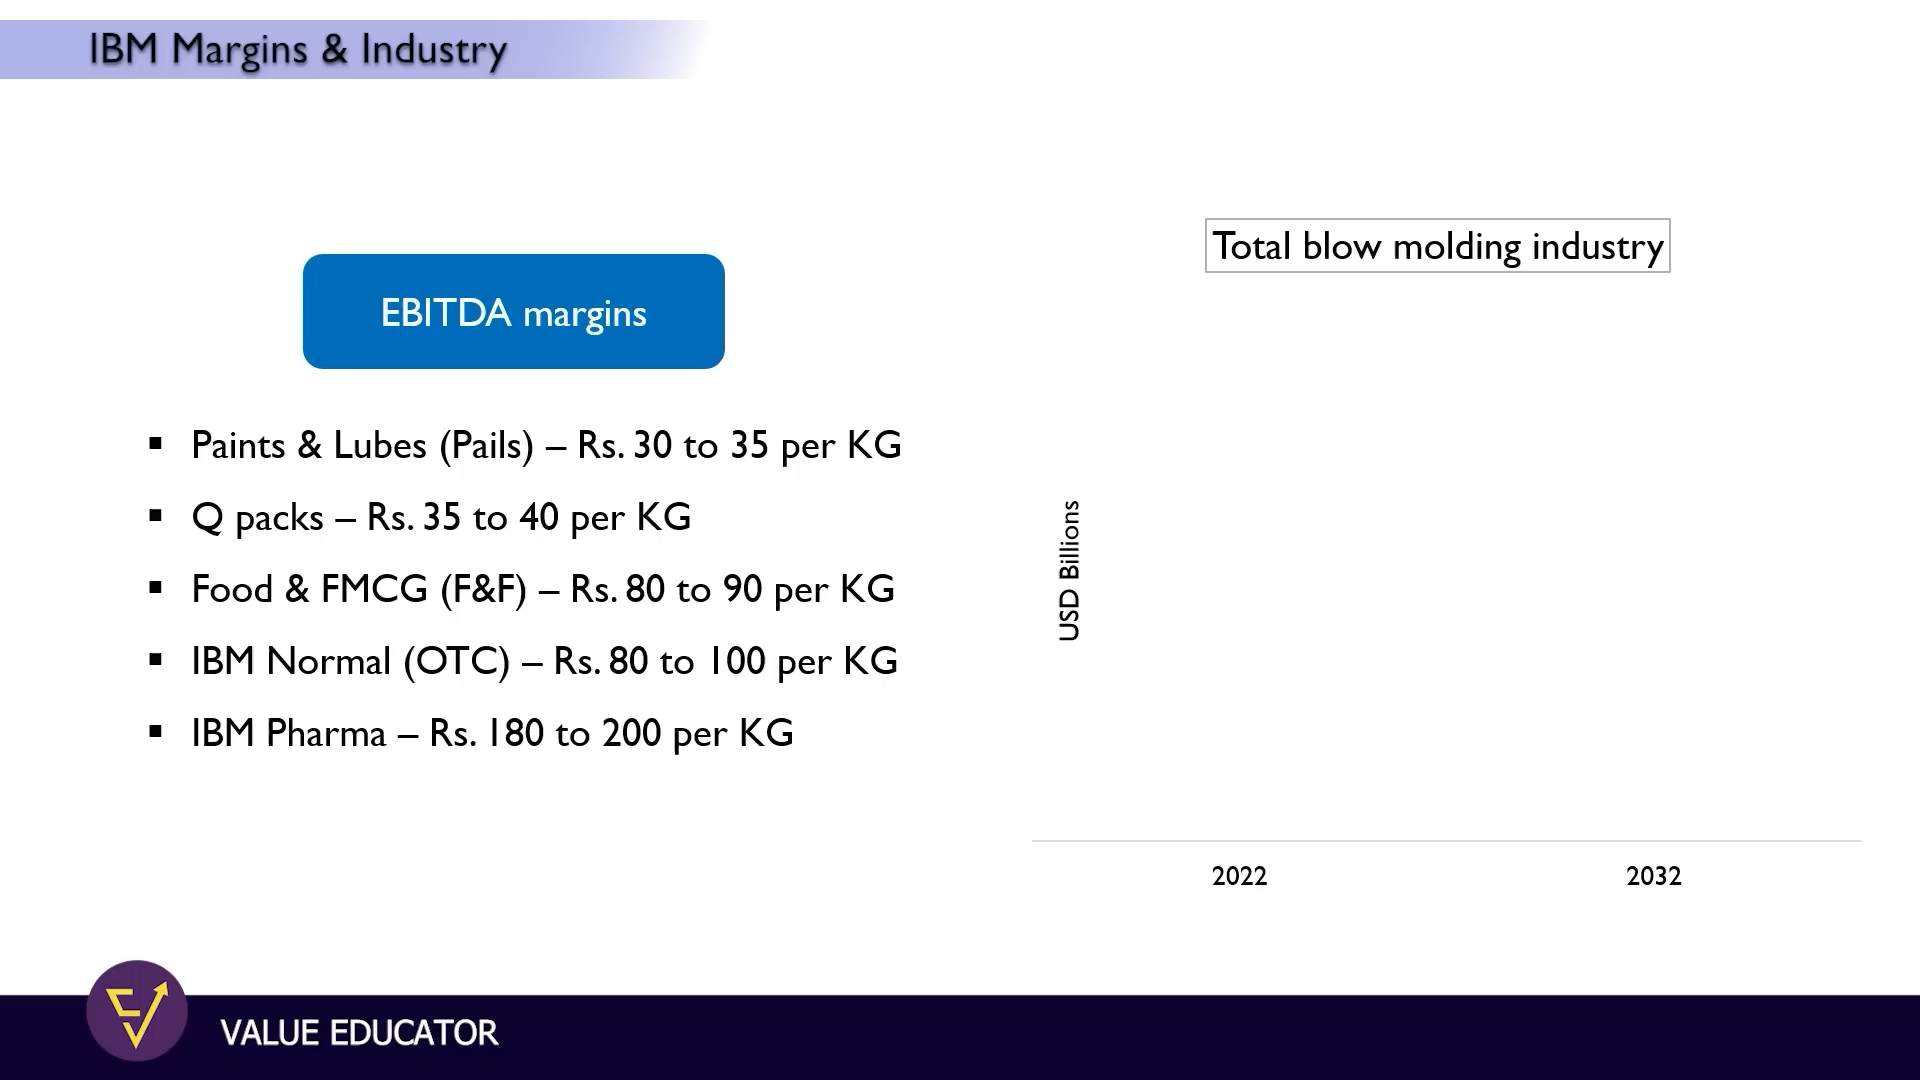 IBM Margins & Industry
EBITDA margins
▪ Paints & Lubes (Pails) – Rs. 30 to 35 per KG
▪ Q packs – Rs. 35 to 40 per KG
▪ Food & FMCG (F&F) – Rs. 80 to 90 per KG
▪ IBM Normal (OTC) – Rs. 80 to 100 per KG
▪ IBM Pharma – Rs. 180 to 200 per KG
Total blow molding industry
USD Billions
2022 2032
VALUE EDUCATOR